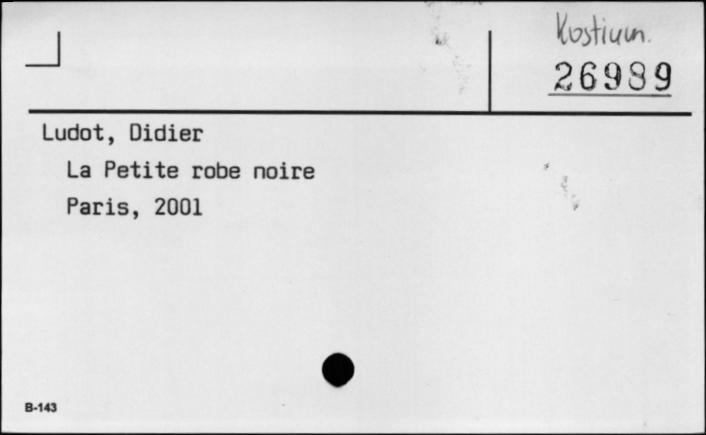 Kostium.
26989
Ludot, Didier
La Petite robe noire
Paris, 2001
B-143